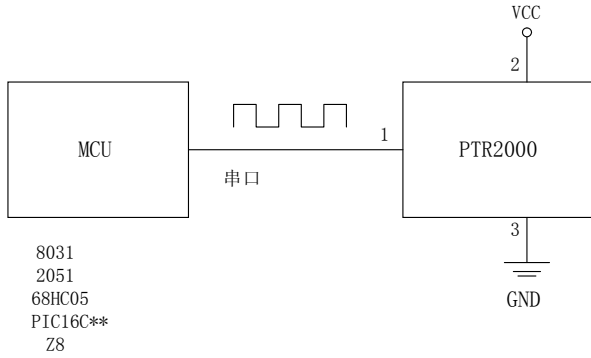 VCC
2
MCU
1
PTR2000
串口
3
GND
8031
2051
68HC05
PIC16C**
Z8